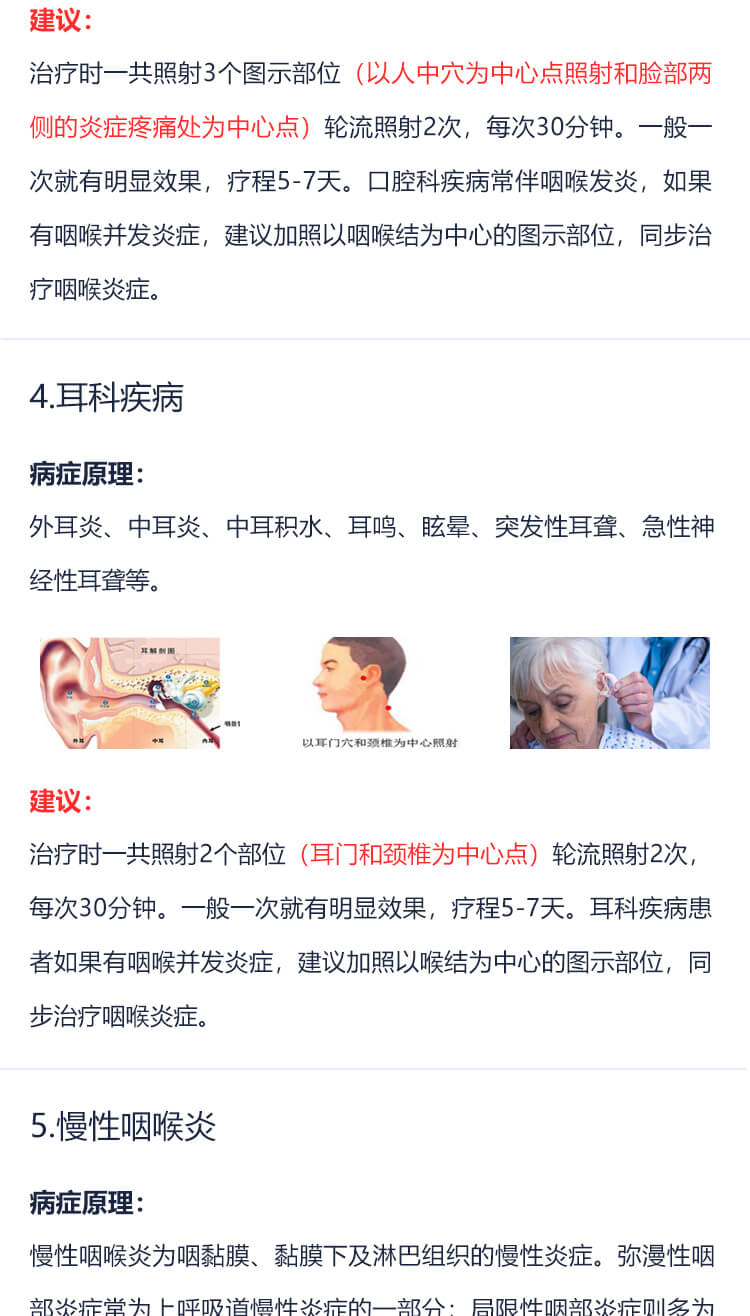 建议：
治疗时一共照射3个图示部位（以人中穴为中心点照射和脸部两
侧的炎症疼痛处为中心点）轮流照射2次，每次30分钟。一般一
次就有明显效果，疗程5-7天。口腔科疾病常伴咽喉发炎，如果
有咽喉并发炎症，建议加照以咽喉结为中心的图示部位，同步治
疗咽喉炎症。
4.耳科疾病
病症原理：
外耳炎、中耳炎、中耳积水、耳鸣、眩晕、突发性耳聋、急性神
经性耳聋等。
耳解剖图
咽鼓1
外耳
中耳
内耳
以耳门穴和颈椎为中心照射
建议：
治疗时一共照射2个部位（耳门和颈椎为中心点）轮流照射2次，
每次30分钟。一般一次就有明显效果，疗程5-7天。耳科疾病患
者如果有咽喉并发炎症，建议加照以喉结为中心的图示部位，同
步治疗咽喉炎症。
5.慢性咽喉炎
病症原理：
慢性咽喉炎为咽黏膜、黏膜下及淋巴组织的慢性炎症。弥漫性咽
部炎症常为上呼吸道慢性炎症的一部分；局限性咽部炎症则多为